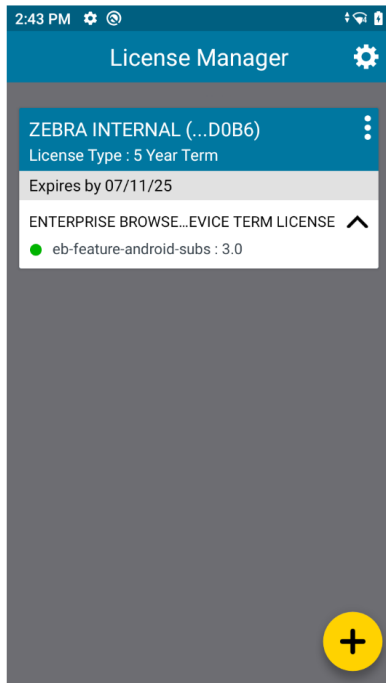 2:43 PM
License Manager
ZEBRA INTERNAL (...D0B6)
License Type : 5 Year Term
Expires by 07/11/25
ENTERPRISE BROWSE...EVICE TERM LICENSE
eb-feature-android-subs : 3.0